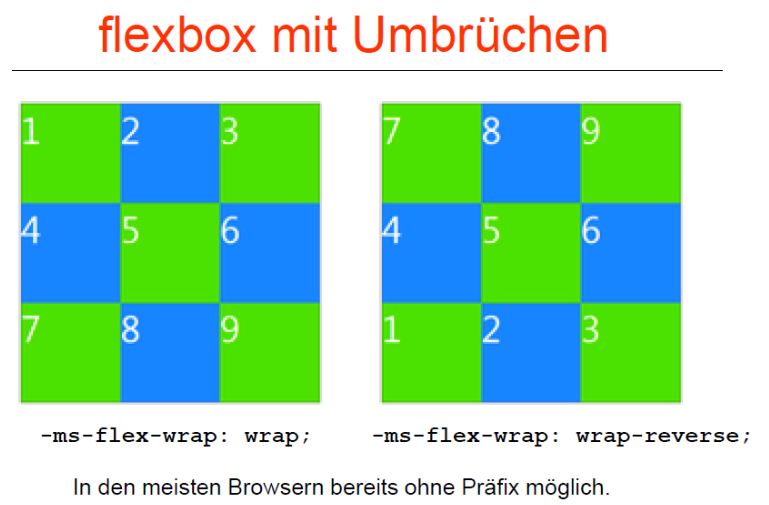 flexbox mit Umbrüchen
1 2 3
4 5 6
7 8 9
7 8 9
4 5 6
1 2 3
-ms-flex-wrap: wrap;
-ms-flex-wrap: wrap-reverse;
In den meisten Browsern bereits ohne Präfix möglich.